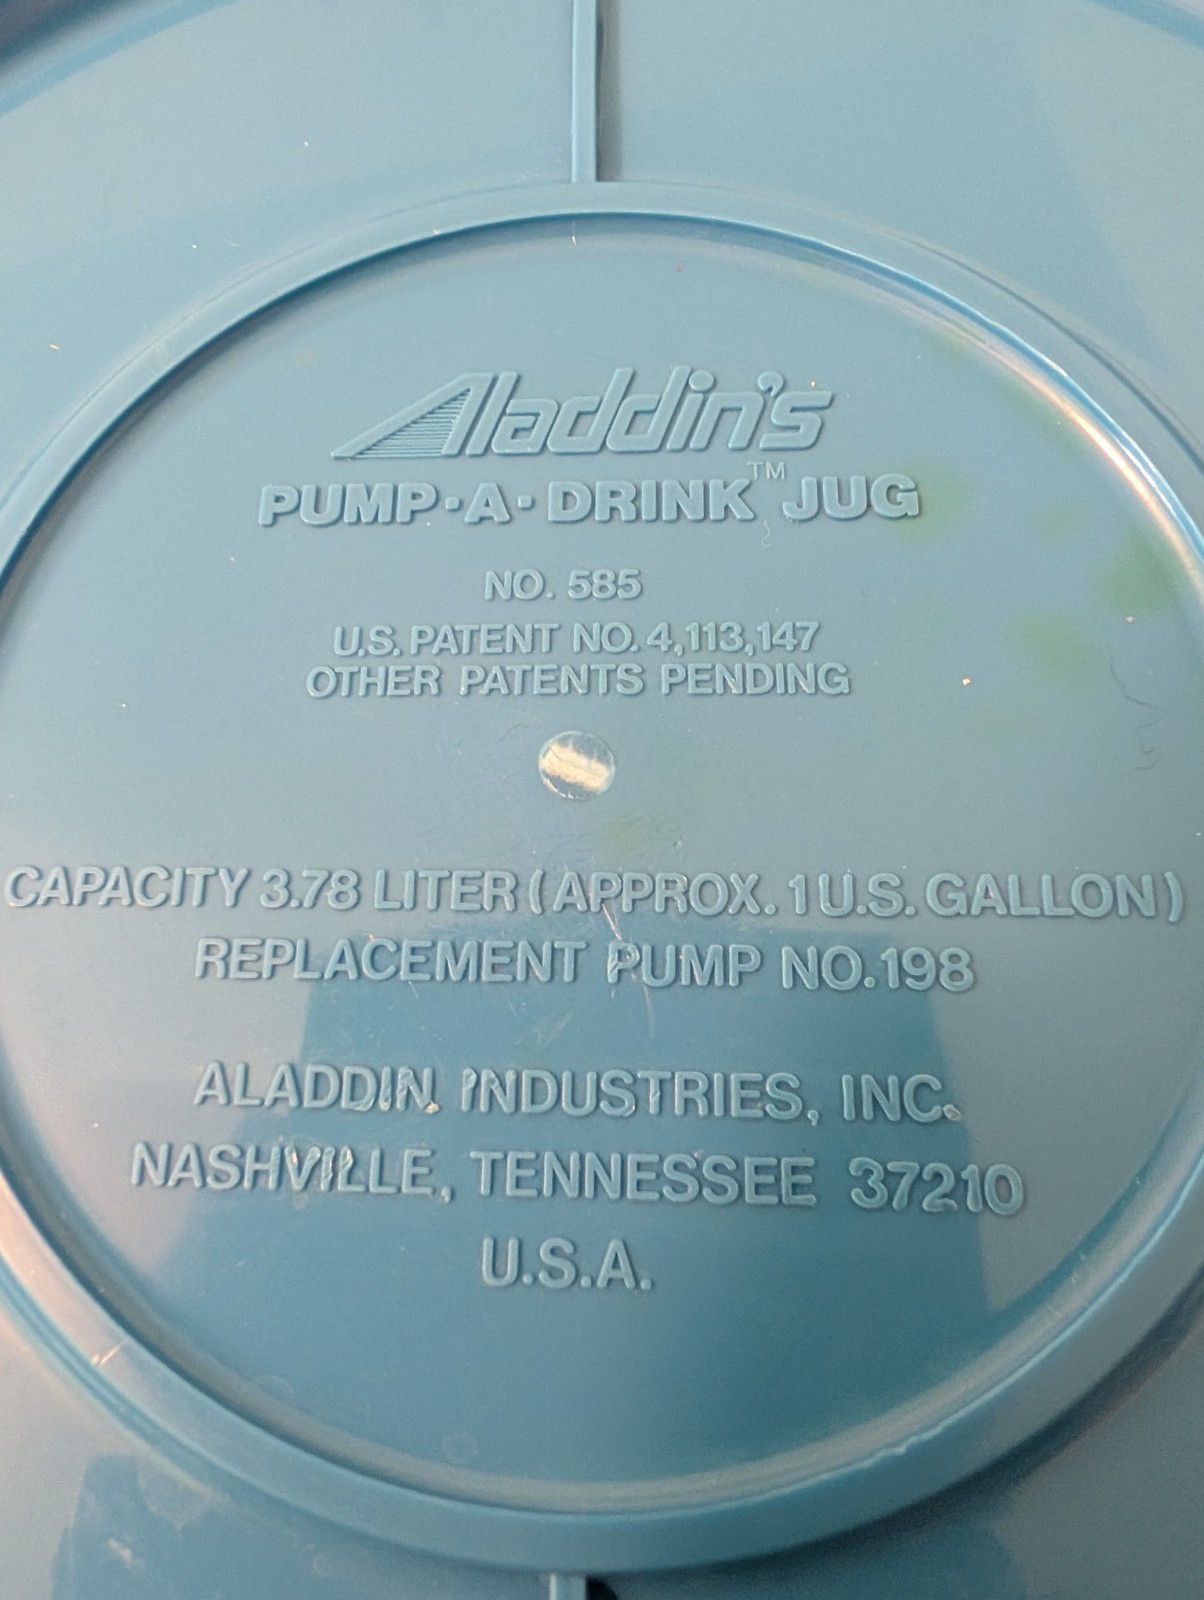 Aladdin's
PUMP·A·DRINK™ JUG
NO. 585
U.S. PATENT NO. 4,113,147
OTHER PATENTS PENDING
CAPACITY 3.78 LITER (APPROX. 1 U.S. GALLON)
REPLACEMENT PUMP NO. 198
ALADDIN INDUSTRIES, INC.
NASHVILLE, TENNESSEE 37210
U.S.A.